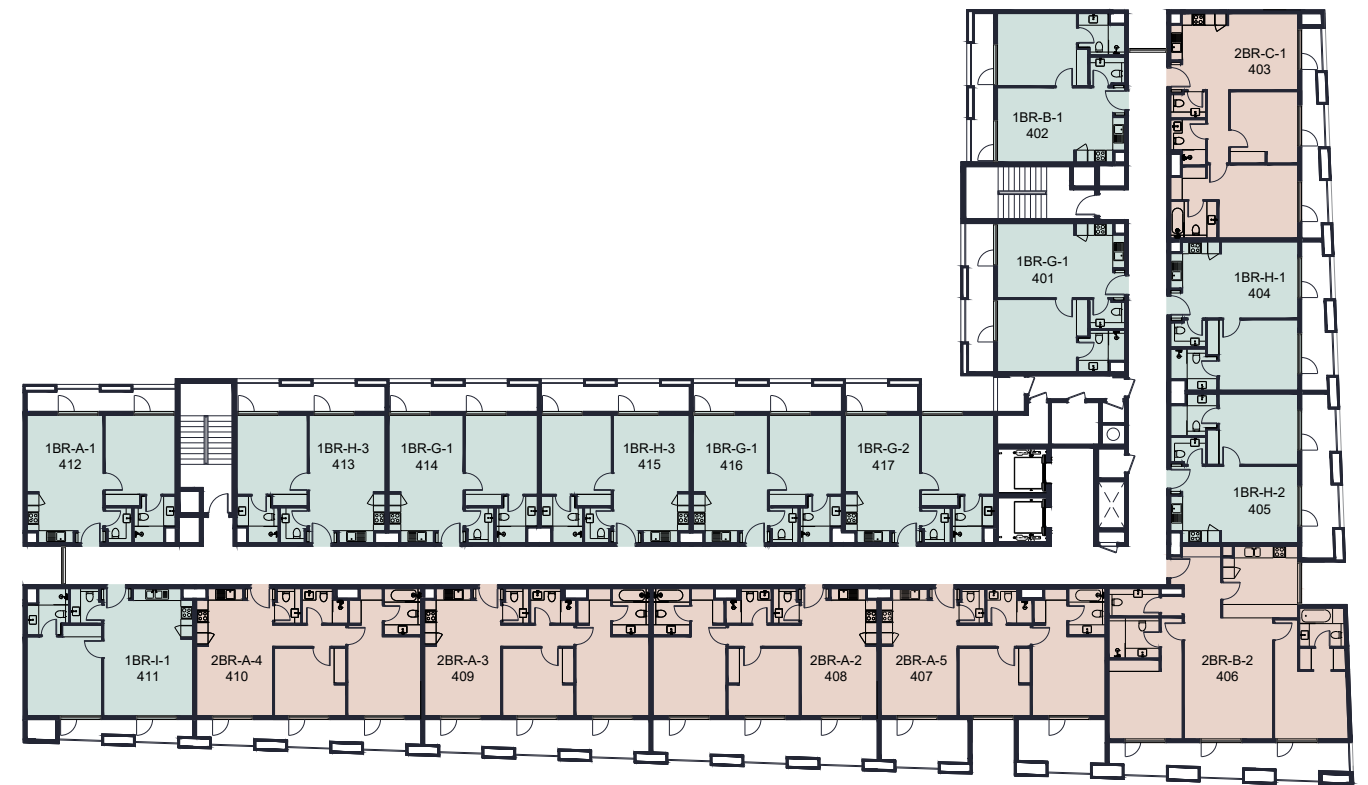 2BR-C-1
403
1BR-B-1
402
1BR-G-1
401
1BR-H-1
404
1BR-A-1
412
1BR-H-3
413
1BR-G-1
414
1BR-H-3
415
1BR-G-1
416
1BR-G-2
417
1BR-H-2
405
1BR-I-1
411
2BR-A-4
410
2BR-A-3
409
2BR-A-2
408
2BR-A-5
407
2BR-B-2
406